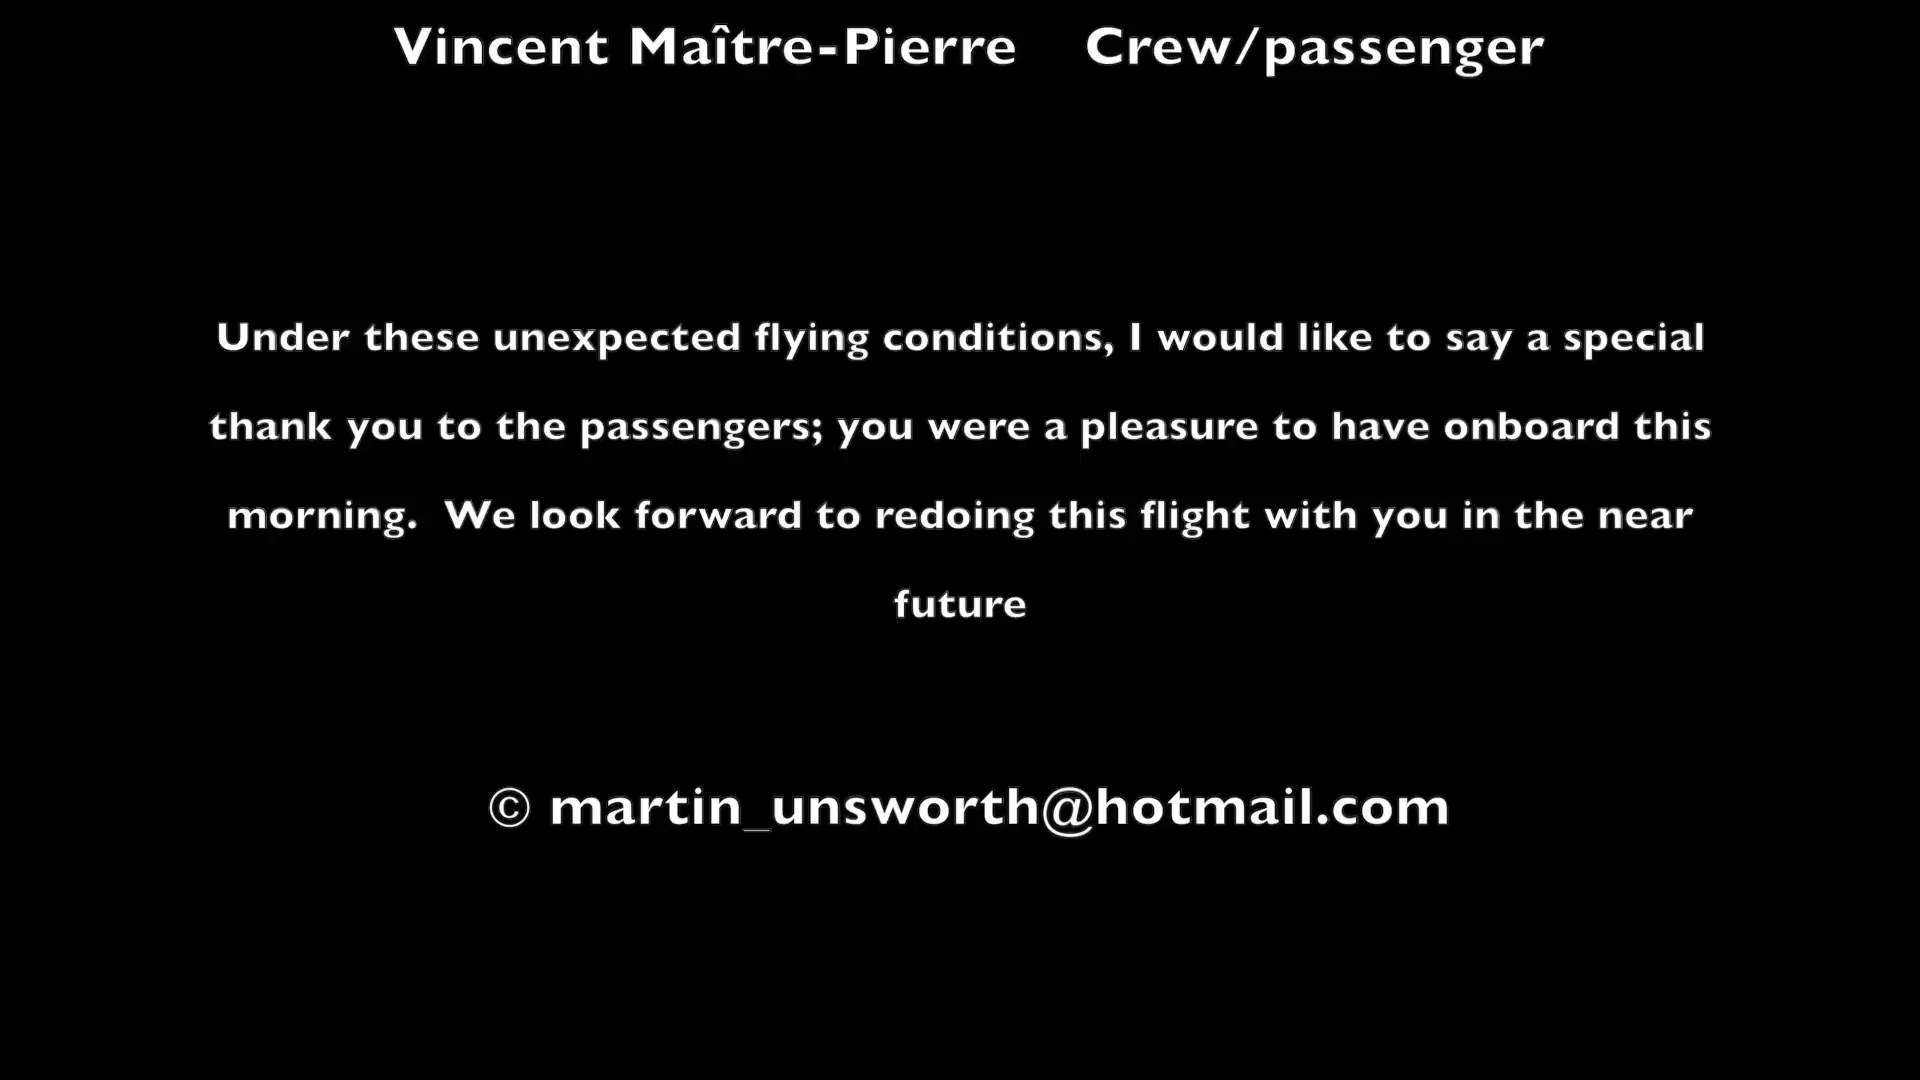 Vincent Maître-Pierre Crew/passenger
Under these unexpected flying conditions, I would like to say a special
thank you to the passengers; you were a pleasure to have onboard this
morning. We look forward to redoing this flight with you in the near
future
© martin_unsworth@hotmail.com